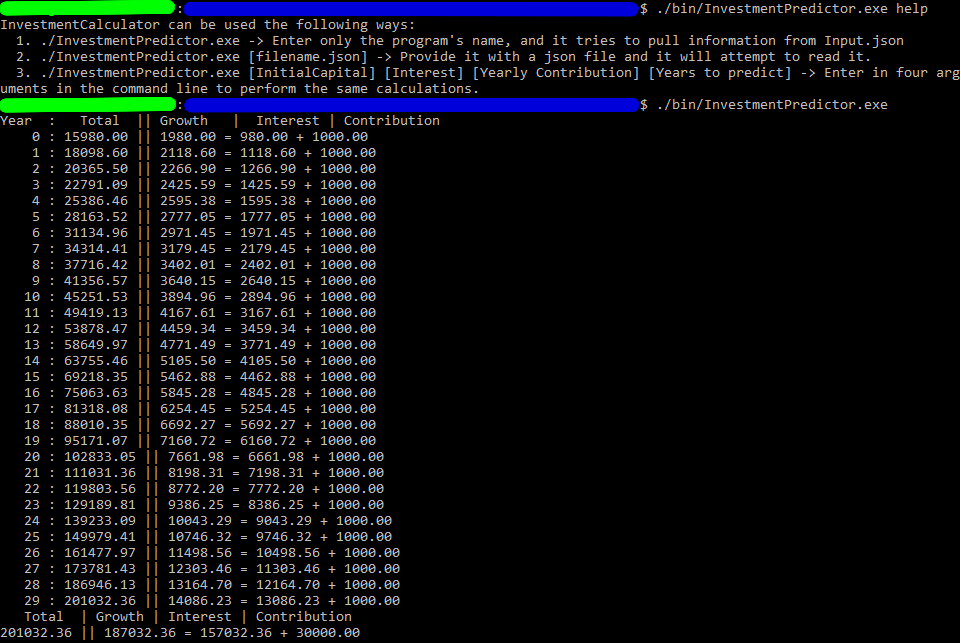 :$ ./bin/InvestmentPredictor.exe help
InvestmentCalculator can be used the following ways:
  1. ./InvestmentPredictor.exe -> Enter only the program's name, and it tries to pull information from Input.json
  2. ./InvestmentPredictor.exe [filename.json] -> Provide it with a json file and it will attempt to read it.
  3. ./InvestmentPredictor.exe [InitialCapital] [Interest] [Yearly Contribution] [Years to predict] -> Enter in four arg
uments in the command line to perform the same calculations.
:$ ./bin/InvestmentPredictor.exe
Year  :   Total  || Growth   |  Interest | Contribution
    0 : 15980.00 || 1980.00 = 980.00 + 1000.00
    1 : 18098.60 || 2118.60 = 1118.60 + 1000.00
    2 : 20365.50 || 2266.90 = 1266.90 + 1000.00
    3 : 22791.09 || 2425.59 = 1425.59 + 1000.00
    4 : 25386.46 || 2595.38 = 1595.38 + 1000.00
    5 : 28163.52 || 2777.05 = 1777.05 + 1000.00
    6 : 31134.96 || 2971.45 = 1971.45 + 1000.00
    7 : 34314.41 || 3179.45 = 2179.45 + 1000.00
    8 : 37716.42 || 3402.01 = 2402.01 + 1000.00
    9 : 41356.57 || 3640.15 = 2640.15 + 1000.00
   10 : 45251.53 || 3894.96 = 2894.96 + 1000.00
   11 : 49419.13 || 4167.61 = 3167.61 + 1000.00
   12 : 53878.47 || 4459.34 = 3459.34 + 1000.00
   13 : 58649.97 || 4771.49 = 3771.49 + 1000.00
   14 : 63755.46 || 5105.50 = 4105.50 + 1000.00
   15 : 69218.35 || 5462.88 = 4462.88 + 1000.00
   16 : 75063.63 || 5845.28 = 4845.28 + 1000.00
   17 : 81318.08 || 6254.45 = 5254.45 + 1000.00
   18 : 88010.35 || 6692.27 = 5692.27 + 1000.00
   19 : 95171.07 || 7160.72 = 6160.72 + 1000.00
   20 : 102833.05 || 7661.98 = 6661.98 + 1000.00
   21 : 111031.36 || 8198.31 = 7198.31 + 1000.00
   22 : 119803.56 || 8772.20 = 7772.20 + 1000.00
   23 : 129189.81 || 9386.25 = 8386.25 + 1000.00
   24 : 139233.09 || 10043.29 = 9043.29 + 1000.00
   25 : 149979.41 || 10746.32 = 9746.32 + 1000.00
   26 : 161477.97 || 11498.56 = 10498.56 + 1000.00
   27 : 173781.43 || 12303.46 = 11303.46 + 1000.00
   28 : 186946.13 || 13164.70 = 12164.70 + 1000.00
   29 : 201032.36 || 14086.23 = 13086.23 + 1000.00
   Total  | Growth | Interest | Contribution
201032.36 || 187032.36 = 157032.36 + 30000.00